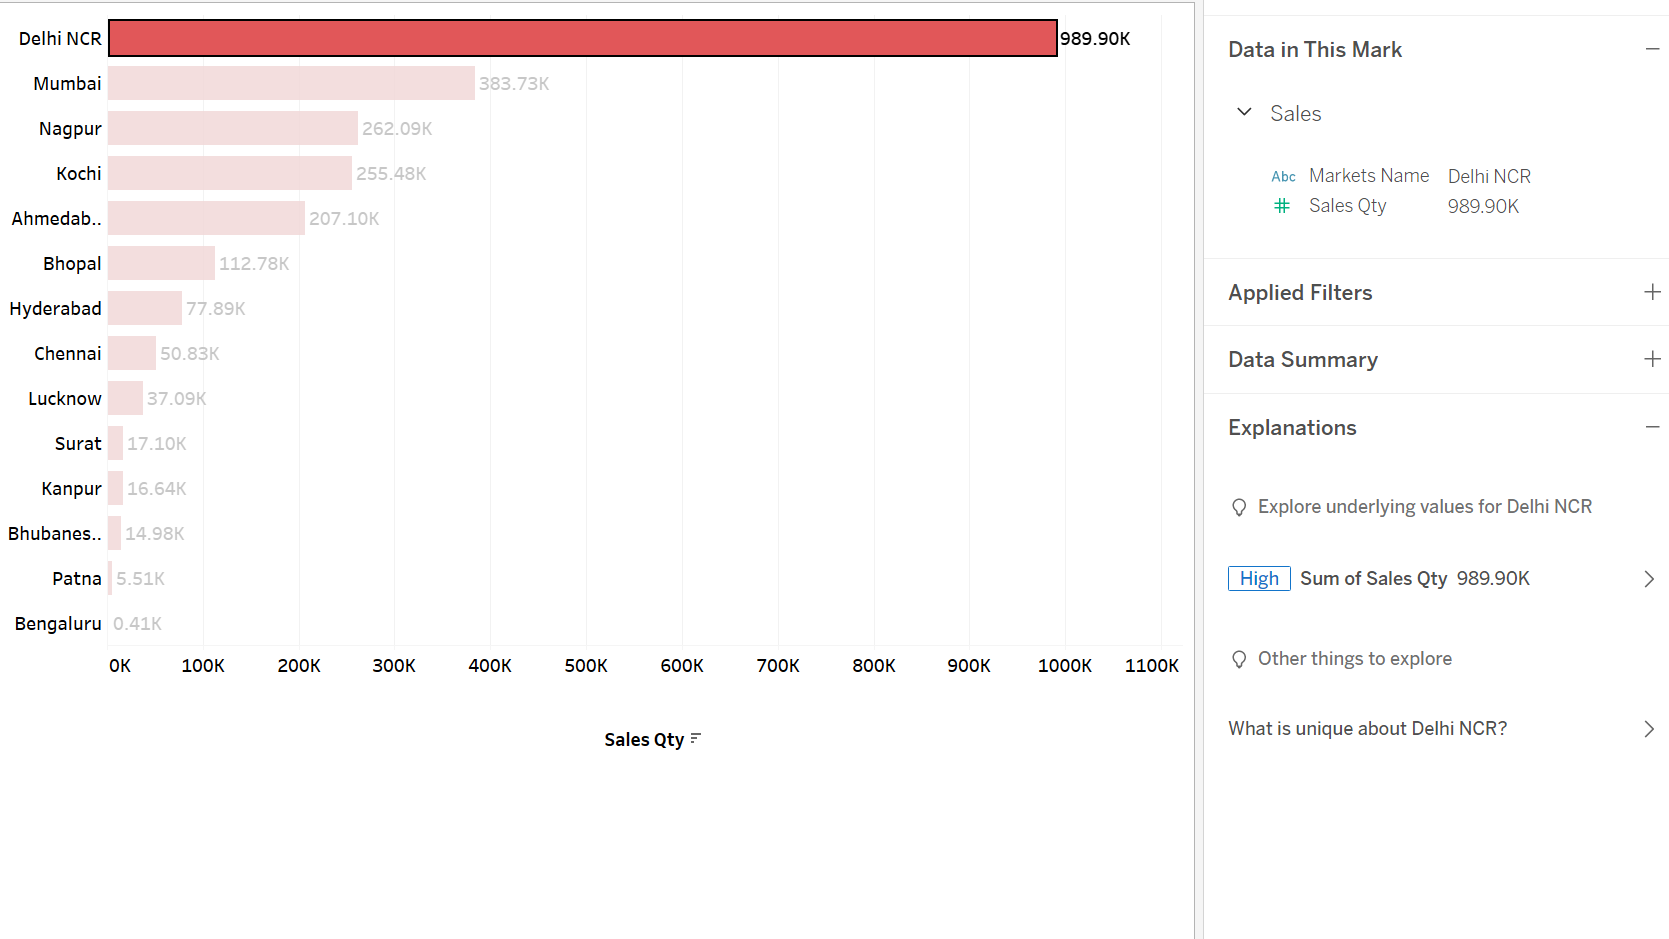 Delhi NCR 989.90K
Mumbai 383.73K
Nagpur 262.09K
Kochi 255.48K
Ahmedab.. 207.10K
Bhopal 112.78K
Hyderabad 77.89K
Chennai 50.83K
Lucknow 37.09K
Surat 17.10K
Kanpur 16.64K
Bhubanes.. 14.98K
Patna 5.51K
Bengaluru 0.41K
0K 100K 200K 300K 400K 500K 600K 700K 800K 900K 1000K 1100K
Sales Qty
Data in This Mark
Sales
Abc Markets Name Delhi NCR
# Sales Qty 989.90K
Applied Filters
Data Summary
Explanations
Explore underlying values for Delhi NCR
High Sum of Sales Qty 989.90K
Other things to explore
What is unique about Delhi NCR?